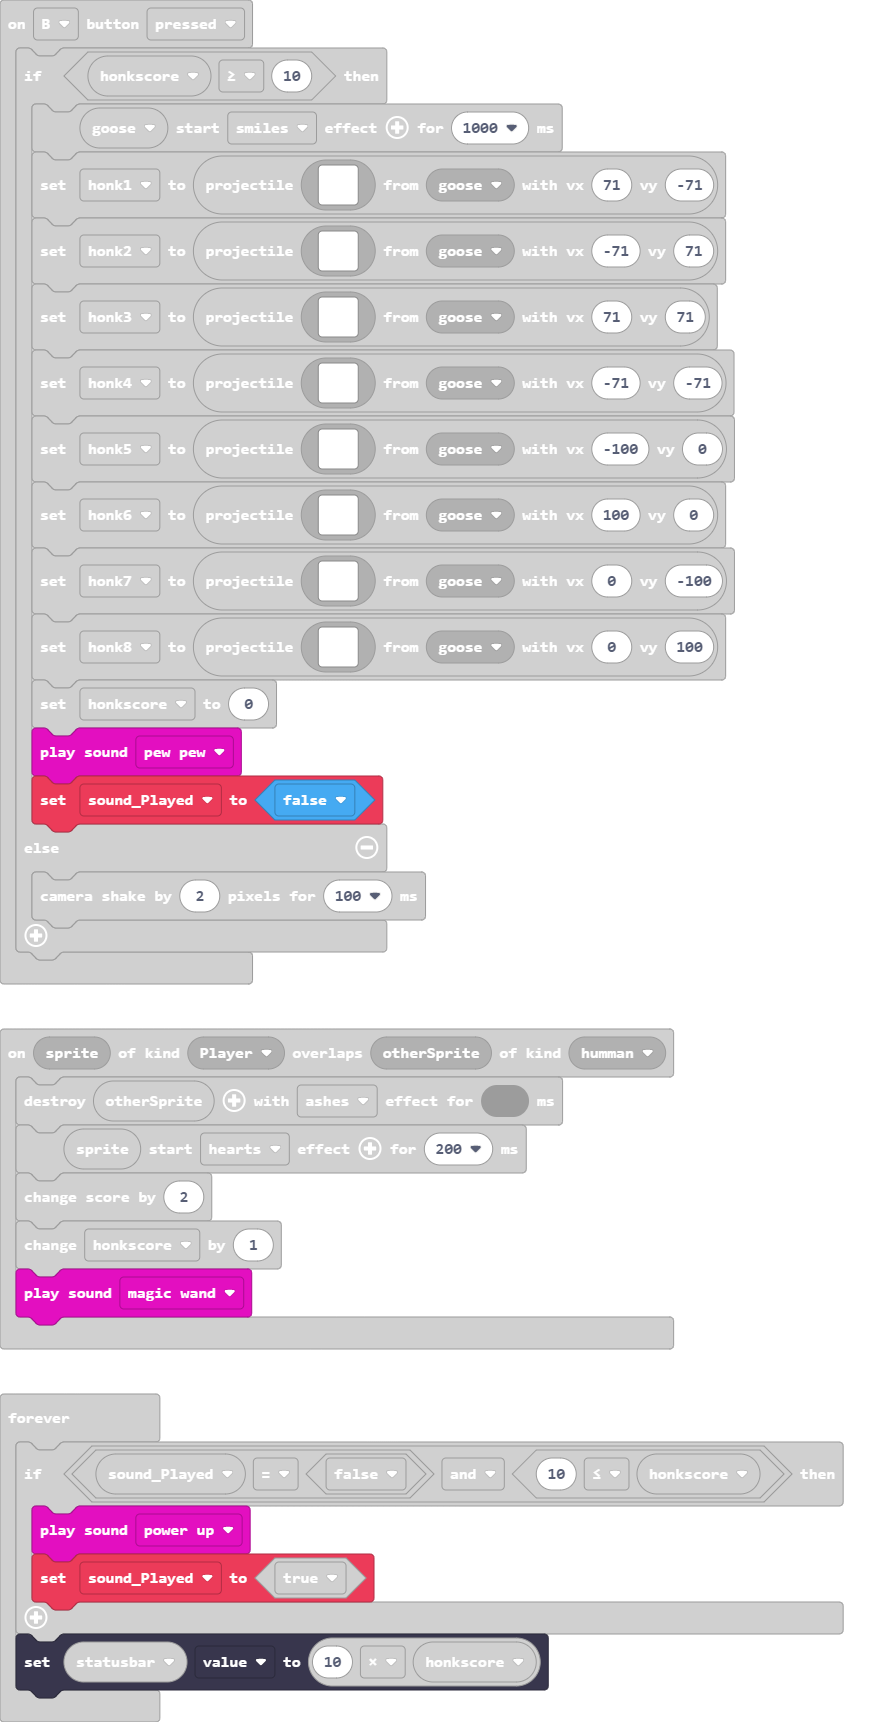 on B button pressed
if honkscore ≥ 10 then
goose start smiles effect for 1000 ms
set honk1 to projectile from goose with vx 71 vy -71
set honk2 to projectile from goose with vx -71 vy 71
set honk3 to projectile from goose with vx 71 vy 71
set honk4 to projectile from goose with vx -71 vy -71
set honk5 to projectile from goose with vx -100 vy 0
set honk6 to projectile from goose with vx 100 vy 0
set honk7 to projectile from goose with vx 0 vy -100
set honk8 to projectile from goose with vx 0 vy 100
set honkscore to 0
play sound pew pew
set sound_Played to false
else
camera shake by 2 pixels for 100 ms
on sprite of kind Player overlaps otherSprite of kind humman
destroy otherSprite with ashes effect for ms
sprite start hearts effect for 200 ms
change score by 2
change honkscore by 1
play sound magic wand
forever
if sound_Played = false and 10 ≤ honkscore then
play sound power up
set sound_Played to true
set statusbar value to 10 × honkscore